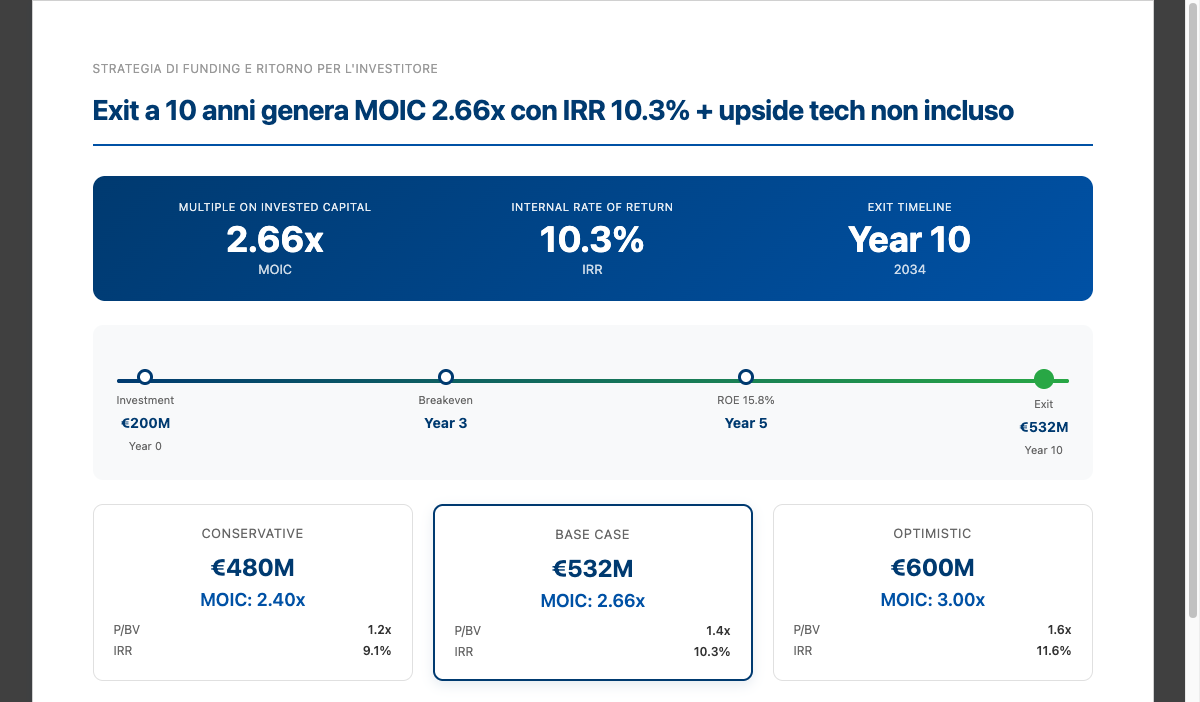 STRATEGIA DI FUNDING E RITORNO PER L'INVESTITORE
Exit a 10 anni genera MOIC 2.66x con IRR 10.3% + upside tech non incluso
MULTIPLE ON INVESTED CAPITAL
2.66x
MOIC
INTERNAL RATE OF RETURN
10.3%
IRR
EXIT TIMELINE
Year 10
2034
Investment
€200M
Year 0
Breakeven
Year 3
ROE 15.8%
Year 5
Exit
€532M
Year 10
CONSERVATIVE
€480M
MOIC: 2.40x
P/BV 1.2x
IRR 9.1%
BASE CASE
€532M
MOIC: 2.66x
P/BV 1.4x
IRR 10.3%
OPTIMISTIC
€600M
MOIC: 3.00x
P/BV 1.6x
IRR 11.6%